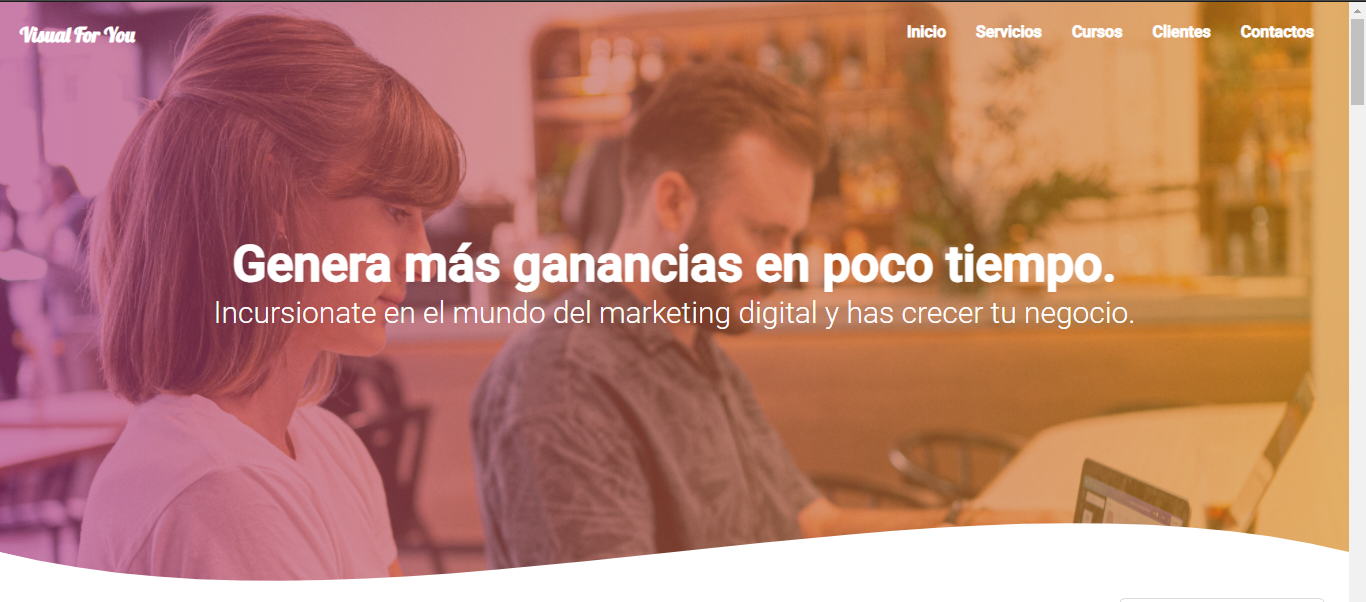 Visual For You
Inicio Servicios Cursos Clientes Contactos
Genera más ganancias en poco tiempo.
Incursionate en el mundo del marketing digital y has crecer tu negocio.